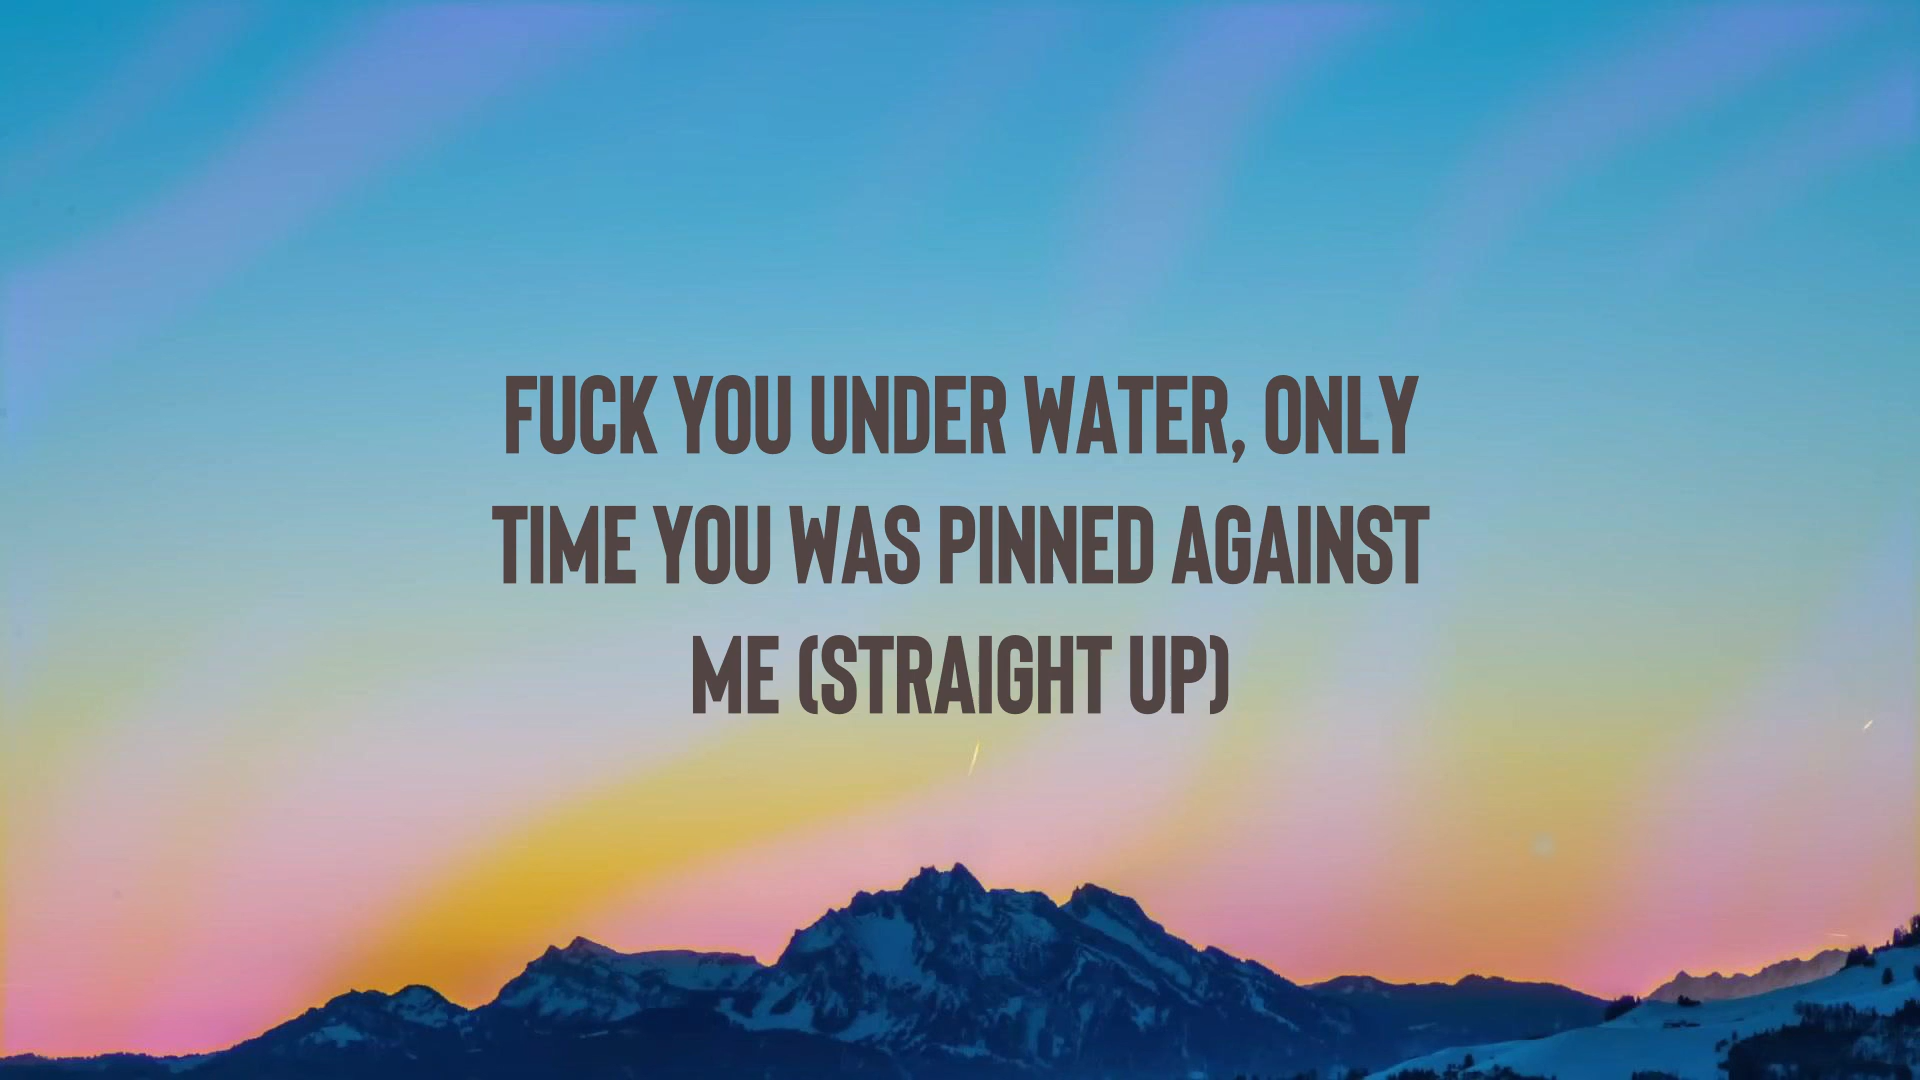 FUCK YOU UNDER WATER, ONLY
TIME YOU WAS PINNED AGAINST
ME (STRAIGHT UP)